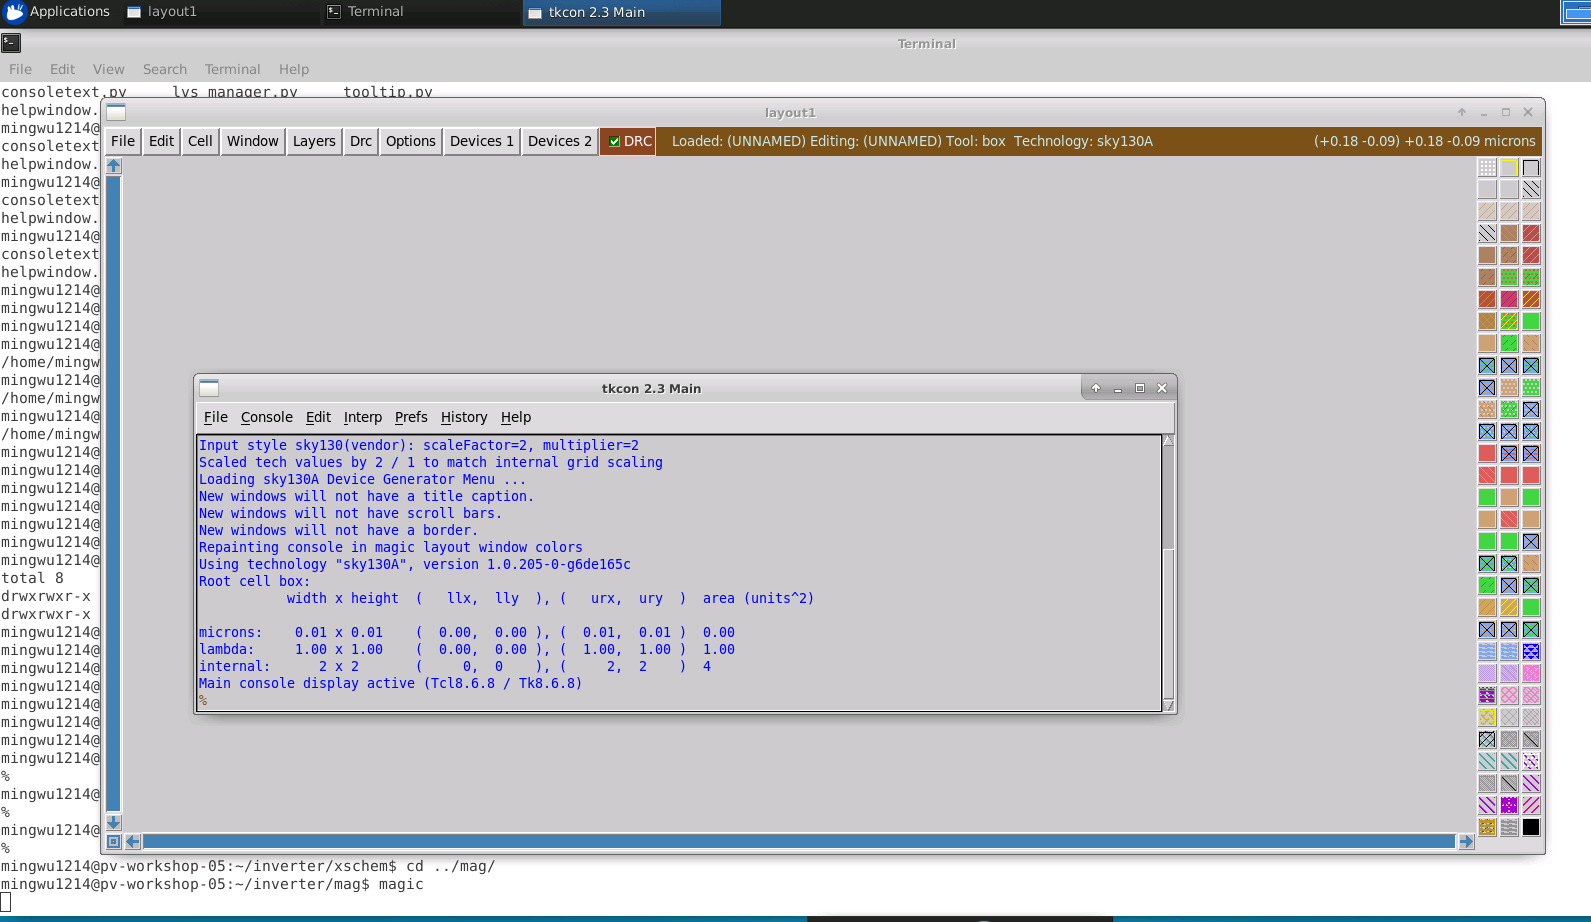 Applications layout1 Terminal tkcon 2.3 Main
Terminal
File Edit View Search Terminal Help
consoletext.py lvs_manager.py tooltip.py
helpwindow.
layout1
mingwu1214@
File Edit Cell Window Layers Drc Options Devices 1 Devices 2 DRC Loaded: (UNNAMED) Editing: (UNNAMED) Tool: box Technology: sky130A (+0.18 -0.09) +0.18 -0.09 microns
consoletext
helpwindow.
mingwu1214@
consoletext
helpwindow.
mingwu1214@
consoletext
helpwindow.
mingwu1214@
mingwu1214@
mingwu1214@
mingwu1214@
/home/mingw
mingwu1214@
/home/mingw
mingwu1214@
/home/mingw
mingwu1214@
mingwu1214@
mingwu1214@
mingwu1214@
mingwu1214@
mingwu1214@
mingwu1214@
total 8
drwxrwxr-x
drwxrwxr-x
mingwu1214@
mingwu1214@
mingwu1214@
mingwu1214@
mingwu1214@
mingwu1214@
mingwu1214@
mingwu1214@
%
mingwu1214@
%
mingwu1214@
%
tkcon 2.3 Main
File Console Edit Interp Prefs History Help
Input style sky130(vendor): scaleFactor=2, multiplier=2
Scaled tech values by 2 / 1 to match internal grid scaling
Loading sky130A Device Generator Menu ...
New windows will not have a title caption.
New windows will not have scroll bars.
New windows will not have a border.
Repainting console in magic layout window colors
Using technology "sky130A", version 1.0.205-0-g6de165c
Root cell box:
width x height ( llx, lly ), ( urx, ury ) area (units^2)
microns: 0.01 x 0.01 ( 0.00, 0.00 ), ( 0.01, 0.01 ) 0.00
lambda: 1.00 x 1.00 ( 0.00, 0.00 ), ( 1.00, 1.00 ) 1.00
internal: 2 x 2 ( 0, 0 ), ( 2, 2 ) 4
Main console display active (Tcl8.6.8 / Tk8.6.8)
%
mingwu1214@pv-workshop-05:~/inverter/xschem$ cd ../mag/
mingwu1214@pv-workshop-05:~/inverter/mag$ magic